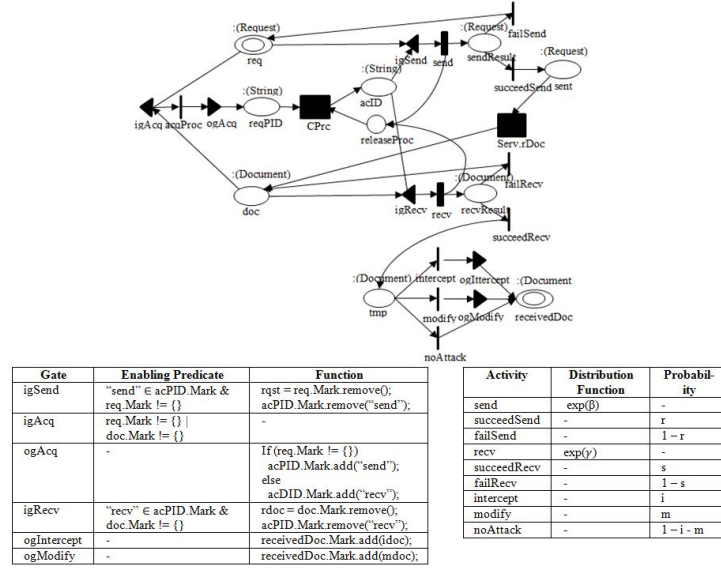 :(Request)
failSend
req
igSend
send
sendResult
:(Request)
:(Request)
succeedSend
sent
:(String)
acID
:(String)
igAcq
acqProc
ogAcq
reqPID
CPrc
releaseProc
Serv.rDoc
:(Document)
doc
:(Document)
failRecv
igRecv
recv
recvResult
succeedRecv
:(Document)
intercept
ogIttercept
:(Document
tmp
modify
ogModify
receivedDoc
noAttack
Gate Enabling Predicate Function
igSend “send” ∈ acPID.Mark & rqst = req.Mark.remove();
req.Mark != {} acPID.Mark.remove(“send”);
igAcq req.Mark != {} | -
doc.Mark != {}
ogAcq - If (req.Mark != {})
acPID.Mark.add(“send”);
else
acDID.Mark.add(“recv”);
igRecv “recv” ∈ acPID.Mark & rdoc = doc.Mark.remove();
doc.Mark != {} acPID.Mark.remove(“recv”);
ogIntercept - receivedDoc.Mark.add(idoc);
ogModify - receivedDoc.Mark.add(mdoc);
Activity Distribution Probabil-
Function ity
send exp(β) -
succeedSend - r
failSend - 1 – r
recv exp(γ) -
succeedRecv - s
failRecv - 1 – s
intercept - i
modify - m
noAttack - 1 – i - m